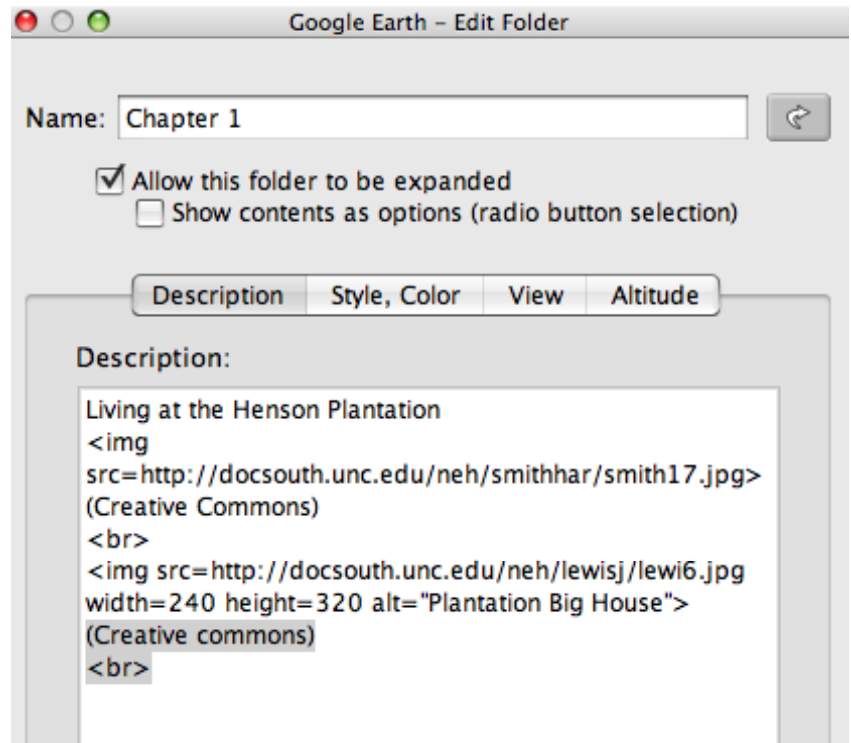 Google Earth – Edit Folder
Name: Chapter 1
Allow this folder to be expanded
Show contents as options (radio button selection)
Description Style, Color View Altitude
Description:
Living at the Henson Plantation
<img
src=http://docsouth.unc.edu/neh/smithhar/smith17.jpg>
(Creative Commons)
<br>
<img src=http://docsouth.unc.edu/neh/lewisj/lewi6.jpg
width=240 height=320 alt="Plantation Big House">
(Creative commons)
<br>